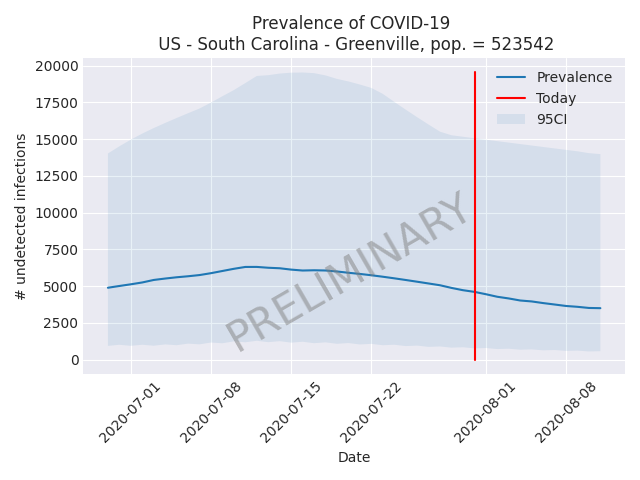 Prevalence of COVID-19
US - South Carolina - Greenville, pop. = 523542
20000
17500
15000
12500
10000
7500
5000
2500
0
# undetected infections
Prevalence
Today
95CI
PRELIMINARY
2020-07-01
2020-07-08
2020-07-15
2020-07-22
2020-08-01
2020-08-08
Date